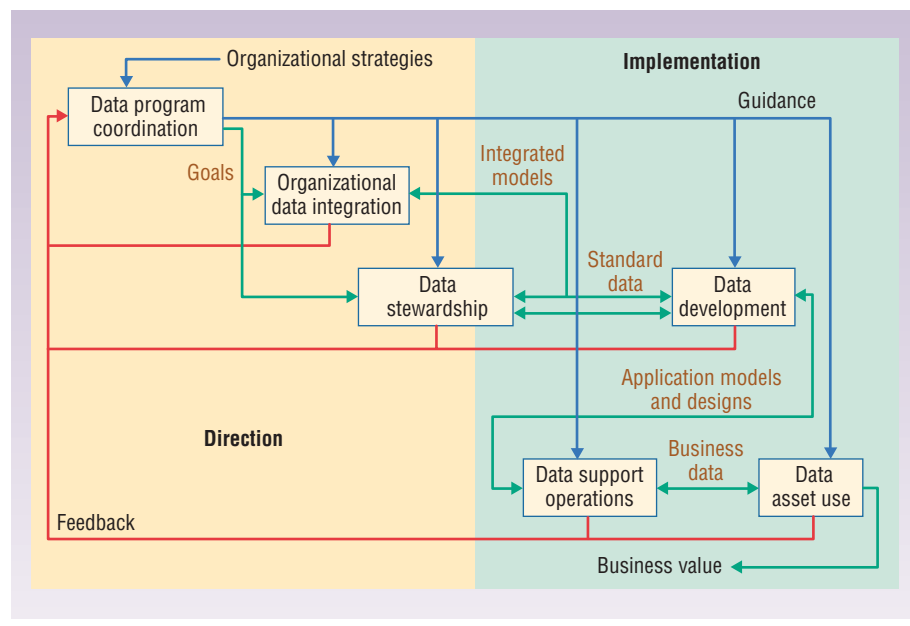 Organizational strategies
Implementation
Data program
coordination
Guidance
Goals
Organizational
data integration
Integrated
models
Data
stewardship
Standard
data
Data
development
Application models
and designs
Direction
Data support
operations
Business
data
Data
asset use
Feedback
Business value